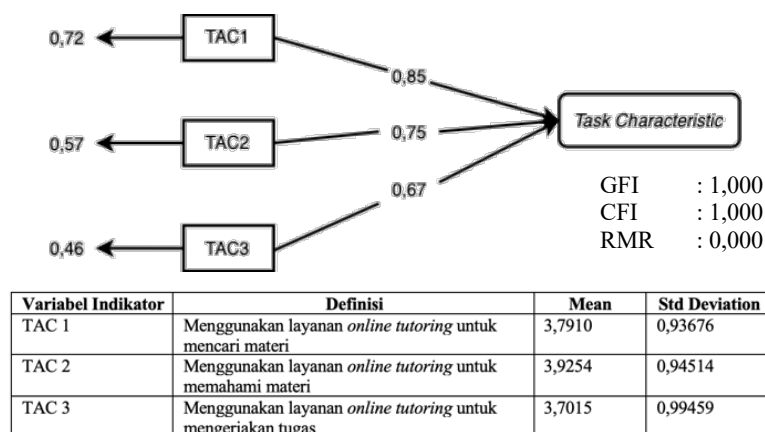 0,72
TAC1
0,85
0,57
TAC2
0,75
Task Characteristic
0,67
0,46
TAC3
GFI : 1,000
CFI : 1,000
RMR : 0,000
Variabel Indikator Definisi Mean Std Deviation
TAC 1 Menggunakan layanan online tutoring untuk 3,7910 0,93676
mencari materi
TAC 2 Menggunakan layanan online tutoring untuk 3,9254 0,94514
memahami materi
TAC 3 Menggunakan layanan online tutoring untuk 3,7015 0,99459
mengerjakan tugas